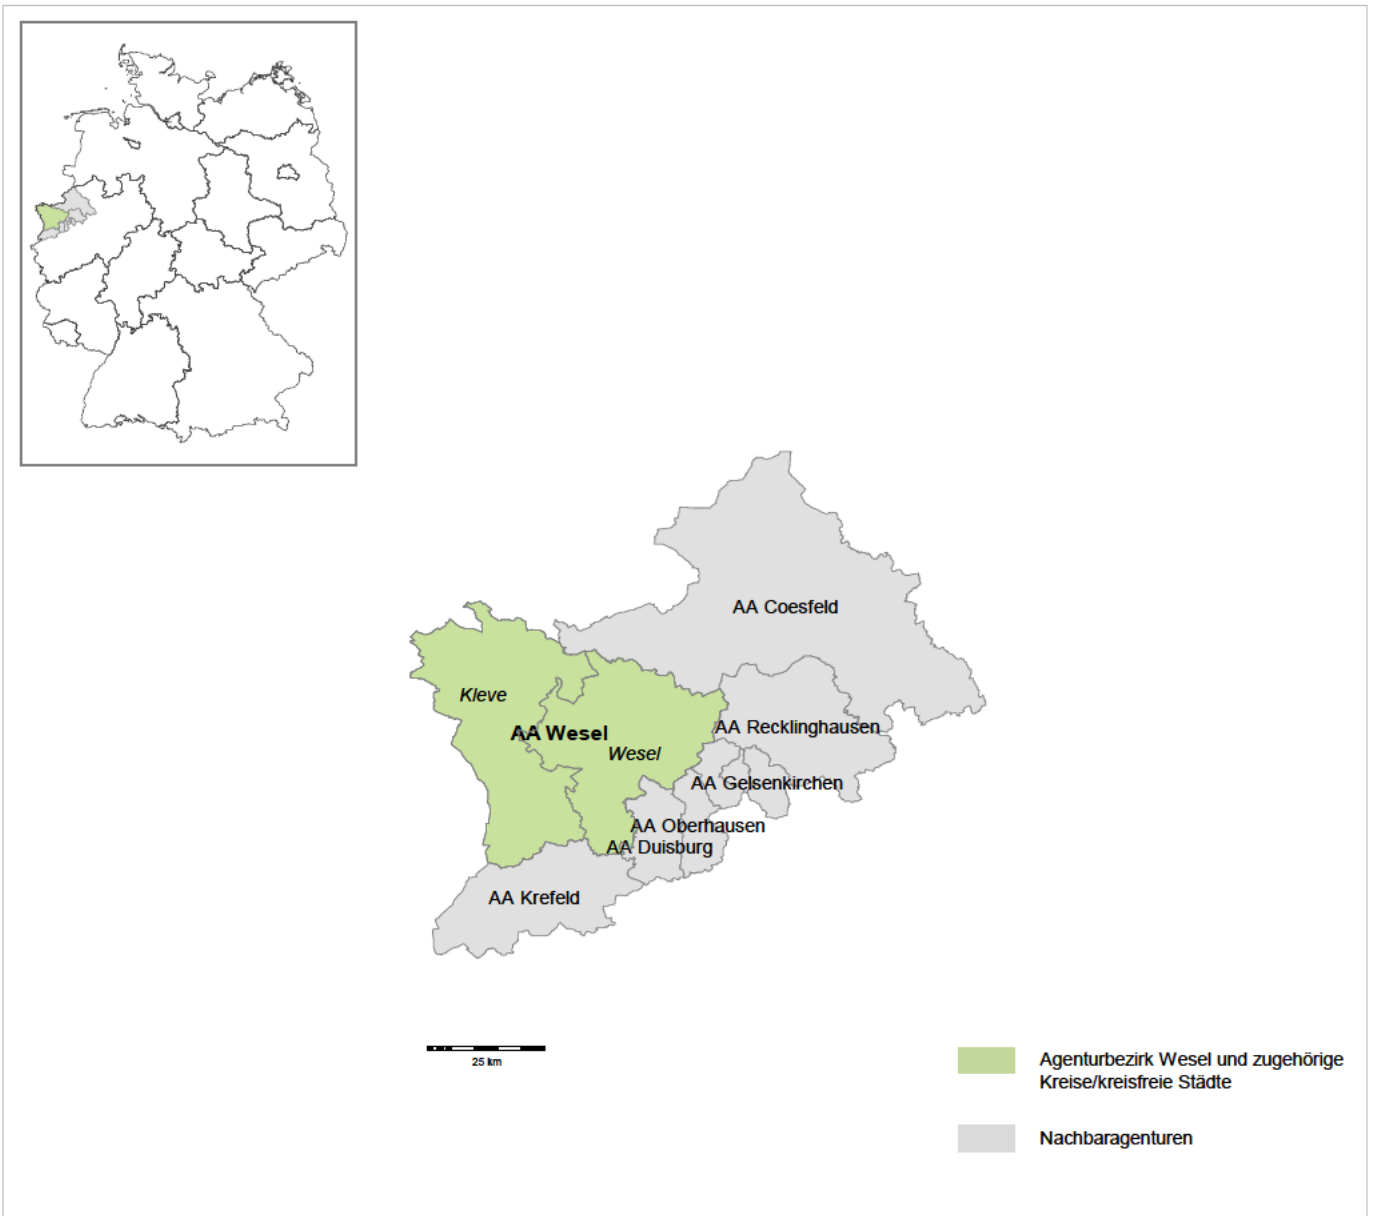 AA Coesfeld
Kleve
AA Wesel
Wesel
AA Recklinghausen
AA Gelsenkirchen
AA Oberhausen
AA Duisburg
AA Krefeld
25 km
Agenturbezirk Wesel und zugehörige
Kreise/kreisfreie Städte
Nachbaragenturen